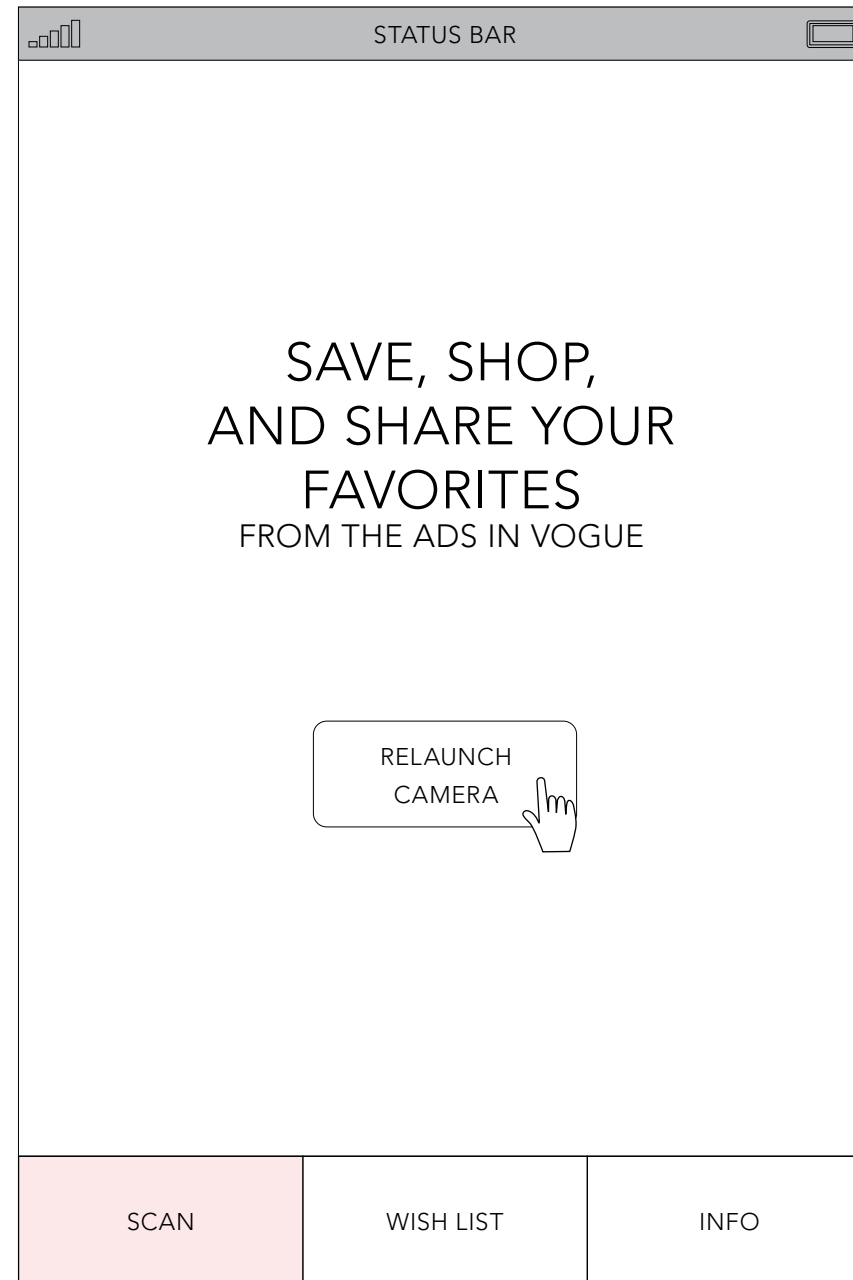 STATUS BAR
SAVE, SHOP,
AND SHARE YOUR
FAVORITES
FROM THE ADS IN VOGUE
RELAUNCH
CAMERA
SCAN
WISH LIST
INFO